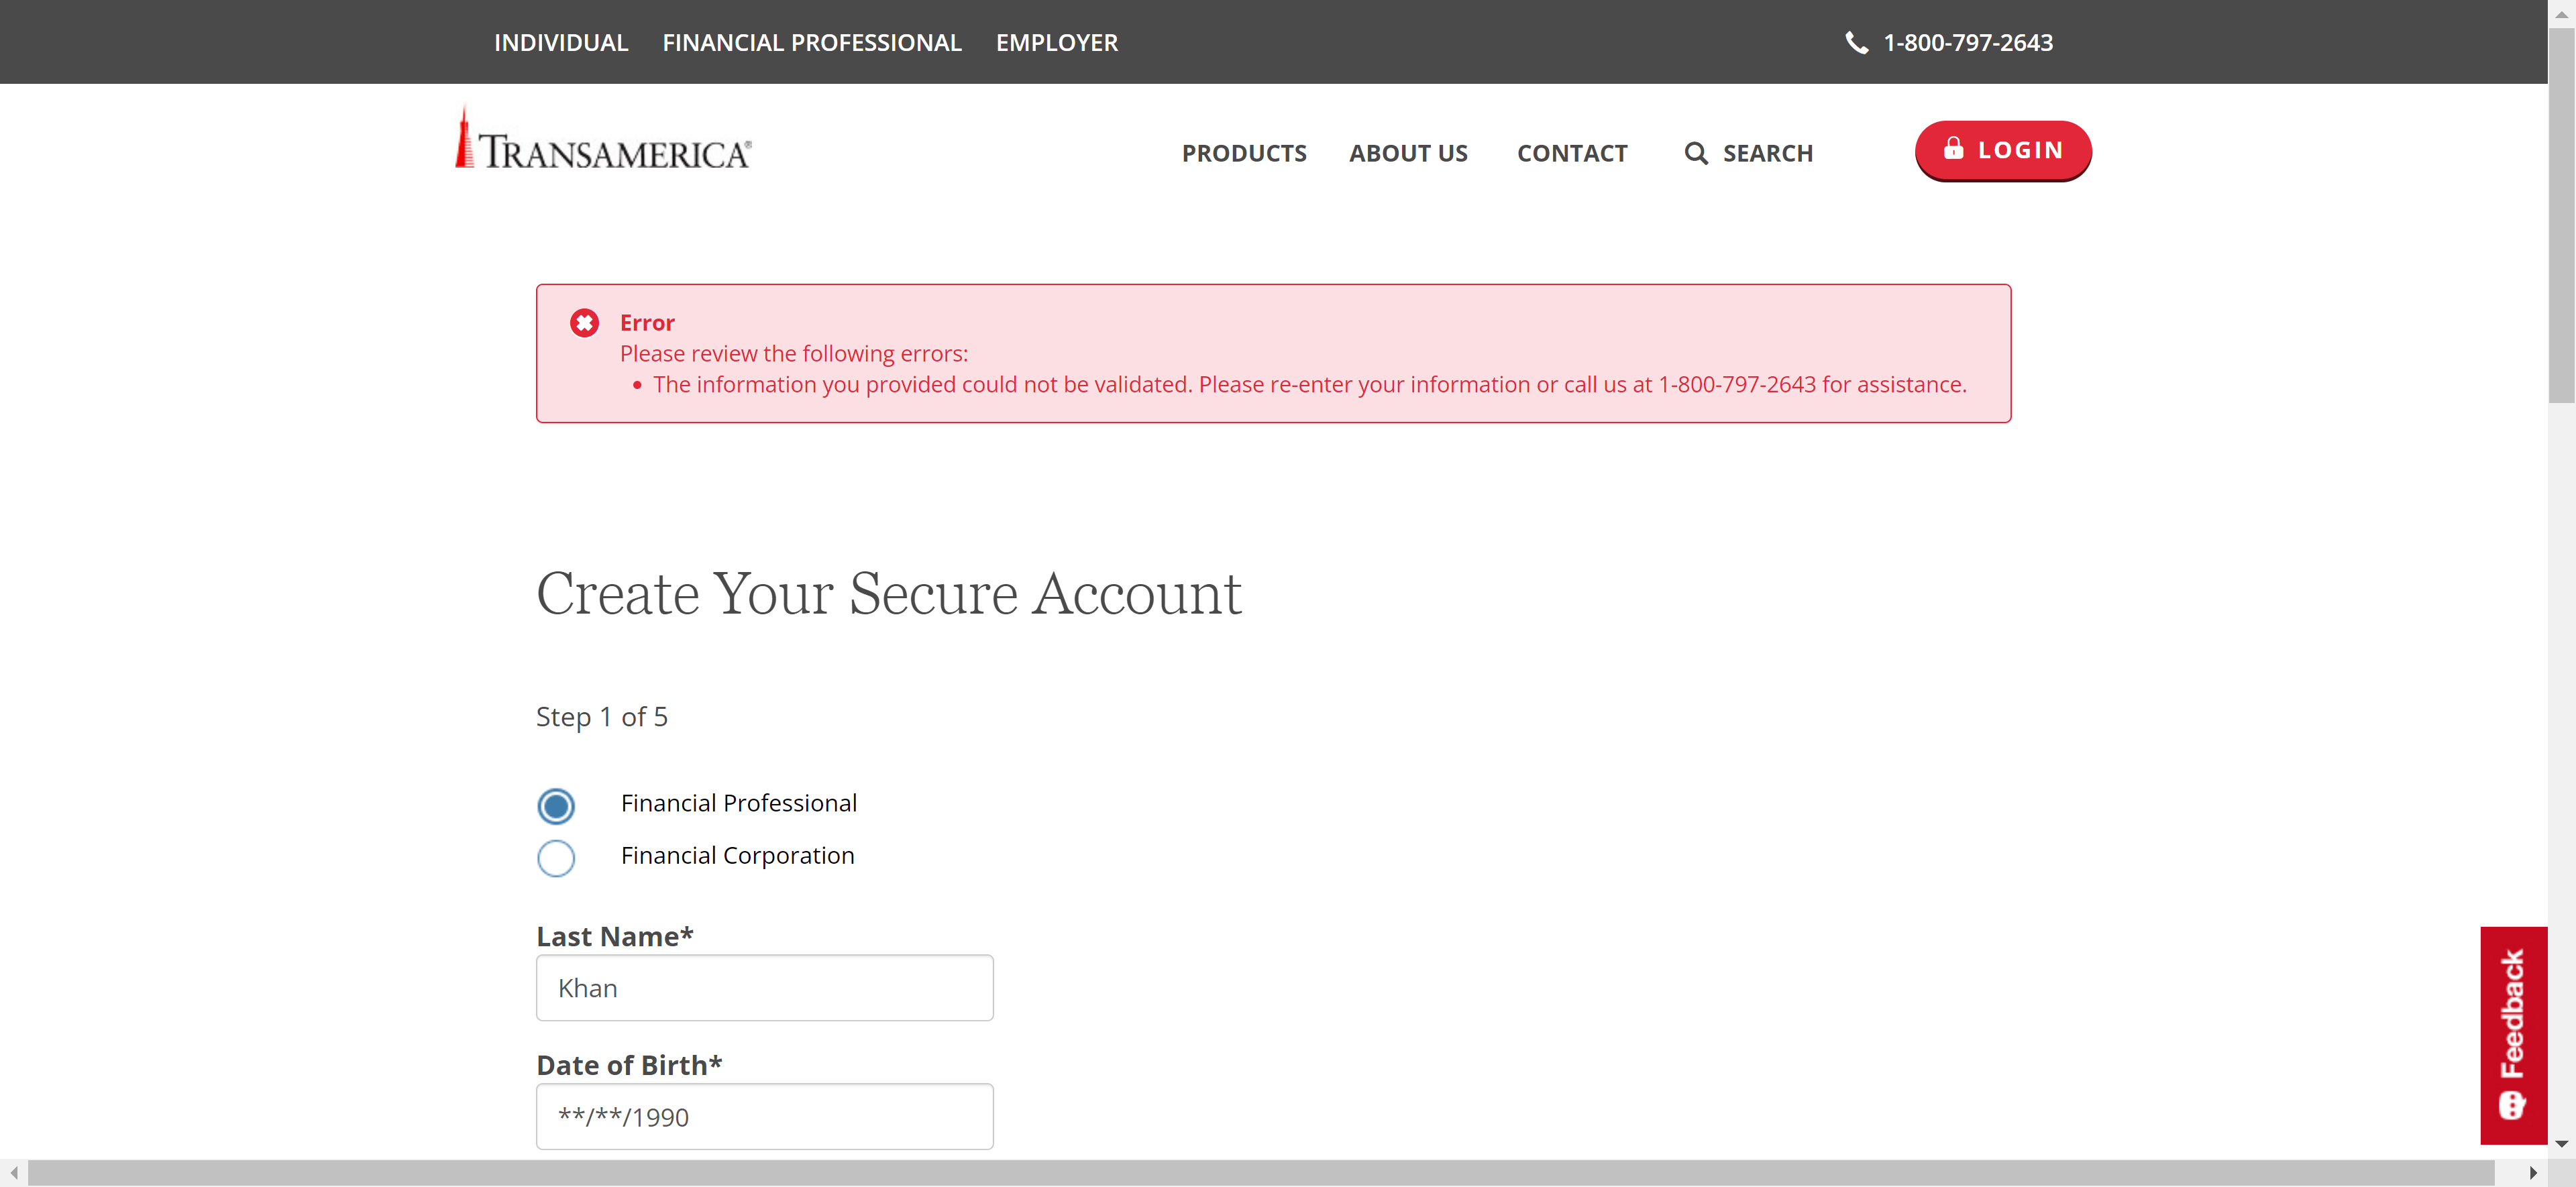 INDIVIDUAL FINANCIAL PROFESSIONAL EMPLOYER 1-800-797-2643
TRANSAMERICA®
PRODUCTS ABOUT US CONTACT SEARCH LOGIN
Error
Please review the following errors:
• The information you provided could not be validated. Please re-enter your information or call us at 1-800-797-2643 for assistance.
Create Your Secure Account
Step 1 of 5
Financial Professional
Financial Corporation
Last Name*
Khan
Date of Birth*
**/**/1990
Feedback